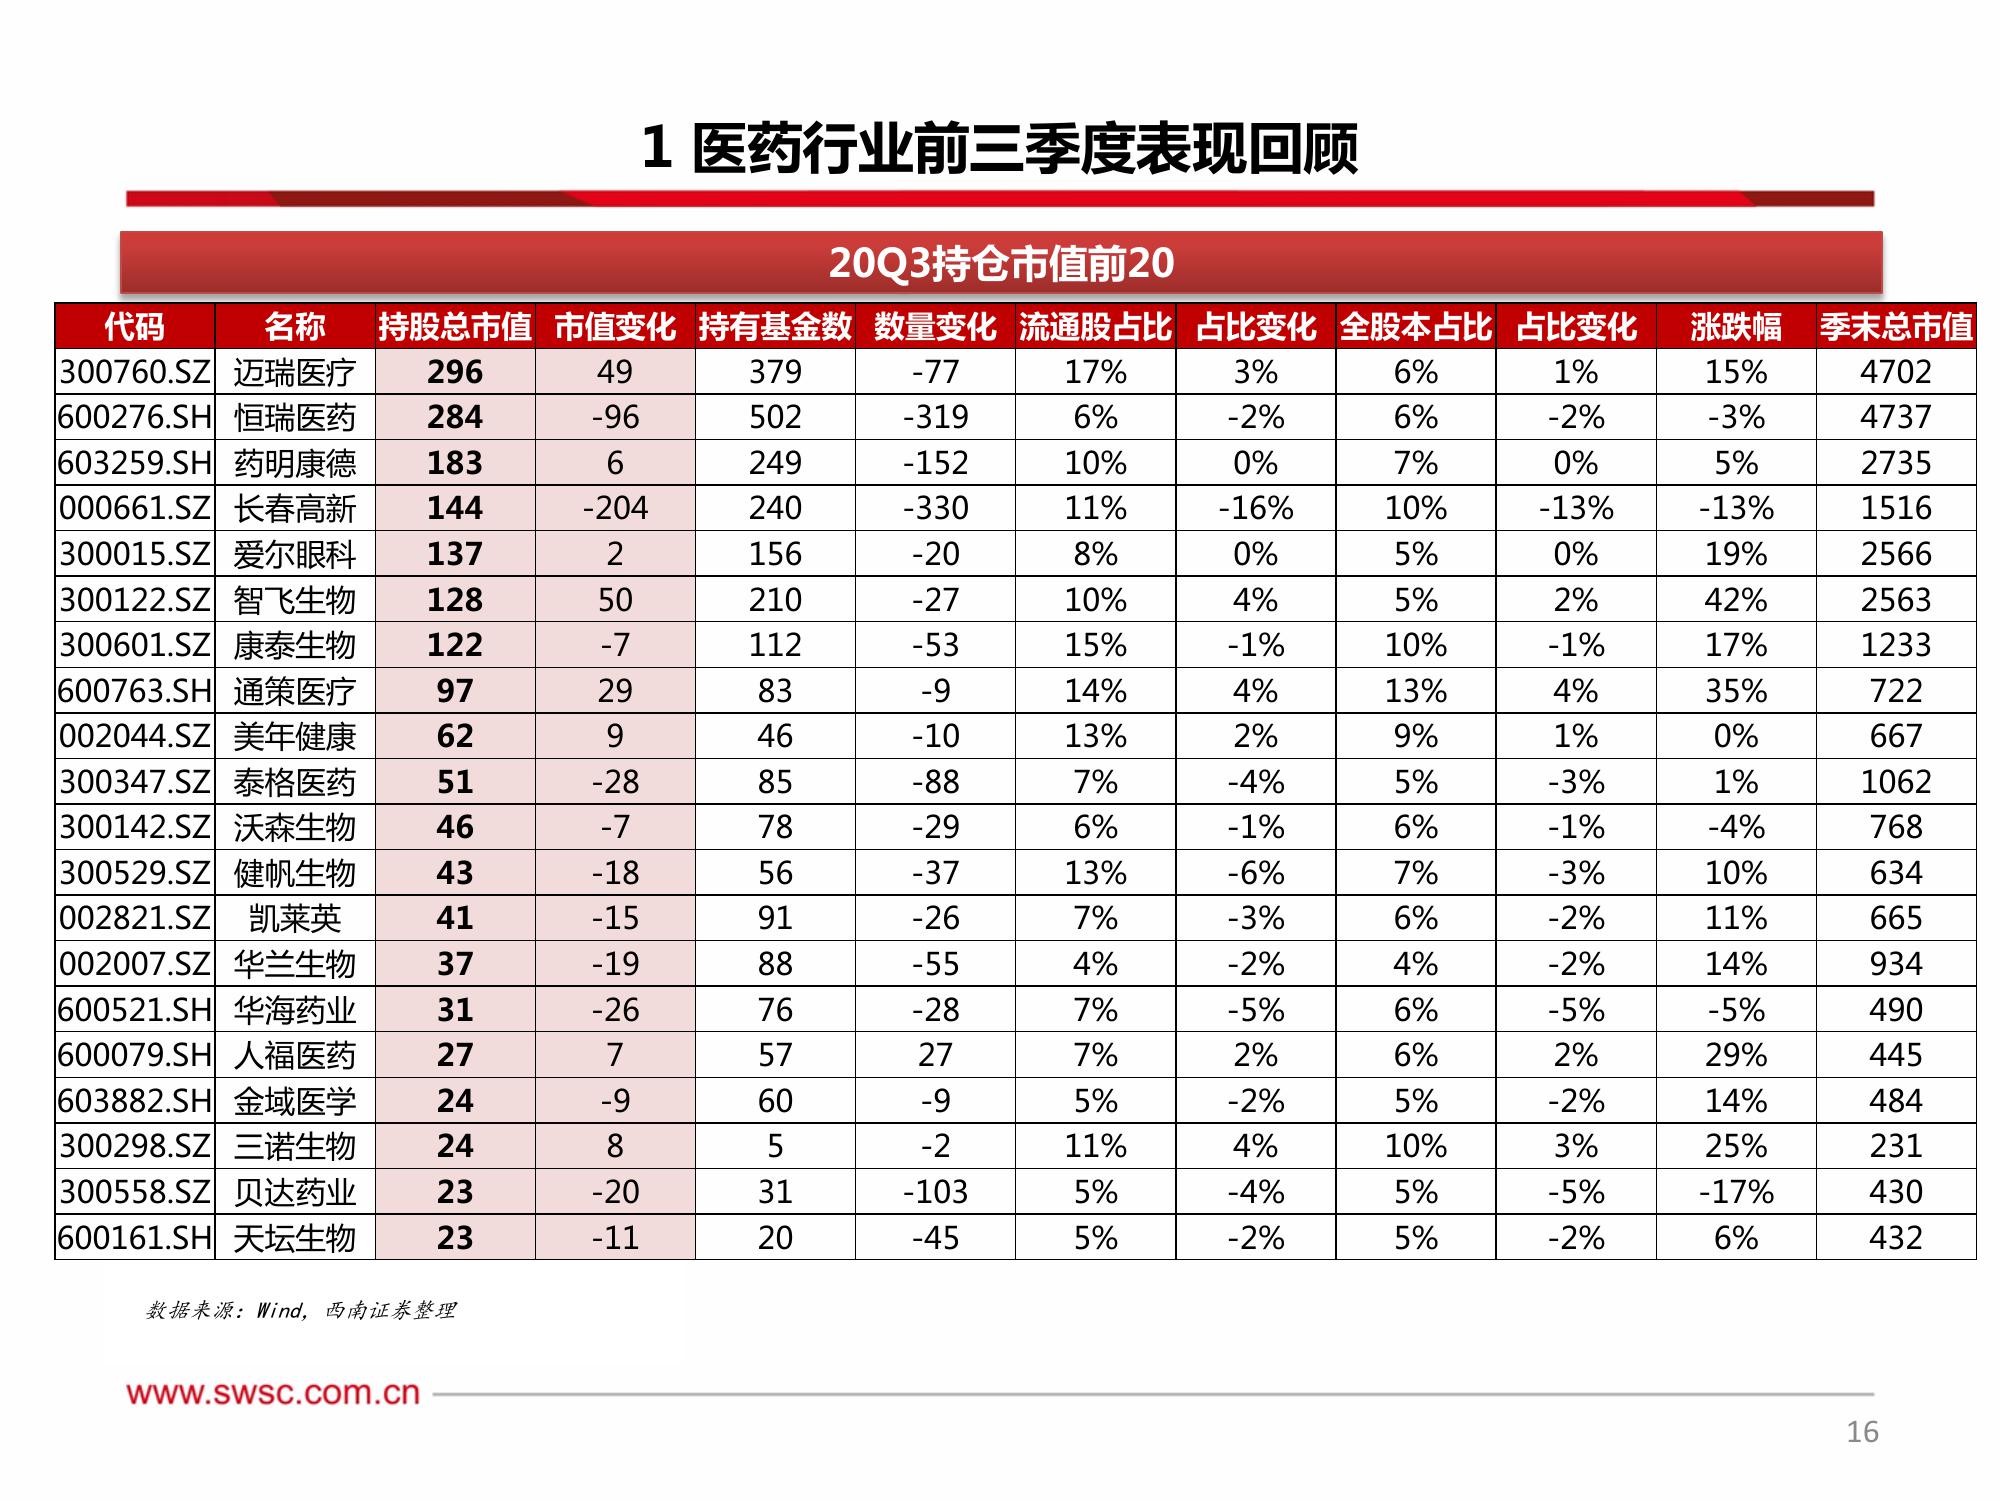 1 医药行业前三季度表现回顾
20Q3持仓市值前20
代码 名称 持股总市值 市值变化 持有基金数 数量变化 流通股占比 占比变化 全股本占比 占比变化 涨跌幅 季末总市值
300760.SZ 迈瑞医疗 296 49 379 -77 17% 3% 6% 1% 15% 4702
600276.SH 恒瑞医药 284 -96 502 -319 6% -2% 6% -2% -3% 4737
603259.SH 药明康德 183 6 249 -152 10% 0% 7% 0% 5% 2735
000661.SZ 长春高新 144 -204 240 -330 11% -16% 10% -13% -13% 1516
300015.SZ 爱尔眼科 137 2 156 -20 8% 0% 5% 0% 19% 2566
300122.SZ 智飞生物 128 50 210 -27 10% 4% 5% 2% 42% 2563
300601.SZ 康泰生物 122 -7 112 -53 15% -1% 10% -1% 17% 1233
600763.SH 通策医疗 97 29 83 -9 14% 4% 13% 4% 35% 722
002044.SZ 美年健康 62 9 46 -10 13% 2% 9% 1% 0% 667
300347.SZ 泰格医药 51 -28 85 -88 7% -4% 5% -3% 1% 1062
300142.SZ 沃森生物 46 -7 78 -29 6% -1% 6% -1% -4% 768
300529.SZ 健帆生物 43 -18 56 -37 13% -6% 7% -3% 10% 634
002821.SZ 凯莱英 41 -15 91 -26 7% -3% 6% -2% 11% 665
002007.SZ 华兰生物 37 -19 88 -55 4% -2% 4% -2% 14% 934
600521.SH 华海药业 31 -26 76 -28 7% -5% 6% -5% -5% 490
600079.SH 人福医药 27 7 57 27 7% 2% 6% 2% 29% 445
603882.SH 金域医学 24 -9 60 -9 5% -2% 5% -2% 14% 484
300298.SZ 三诺生物 24 8 5 -2 11% 4% 10% 3% 25% 231
300558.SZ 贝达药业 23 -20 31 -103 5% -4% 5% -5% -17% 430
600161.SH 天坛生物 23 -11 20 -45 5% -2% 5% -2% 6% 432
数据来源：Wind，西南证券整理
www.swsc.com.cn
16